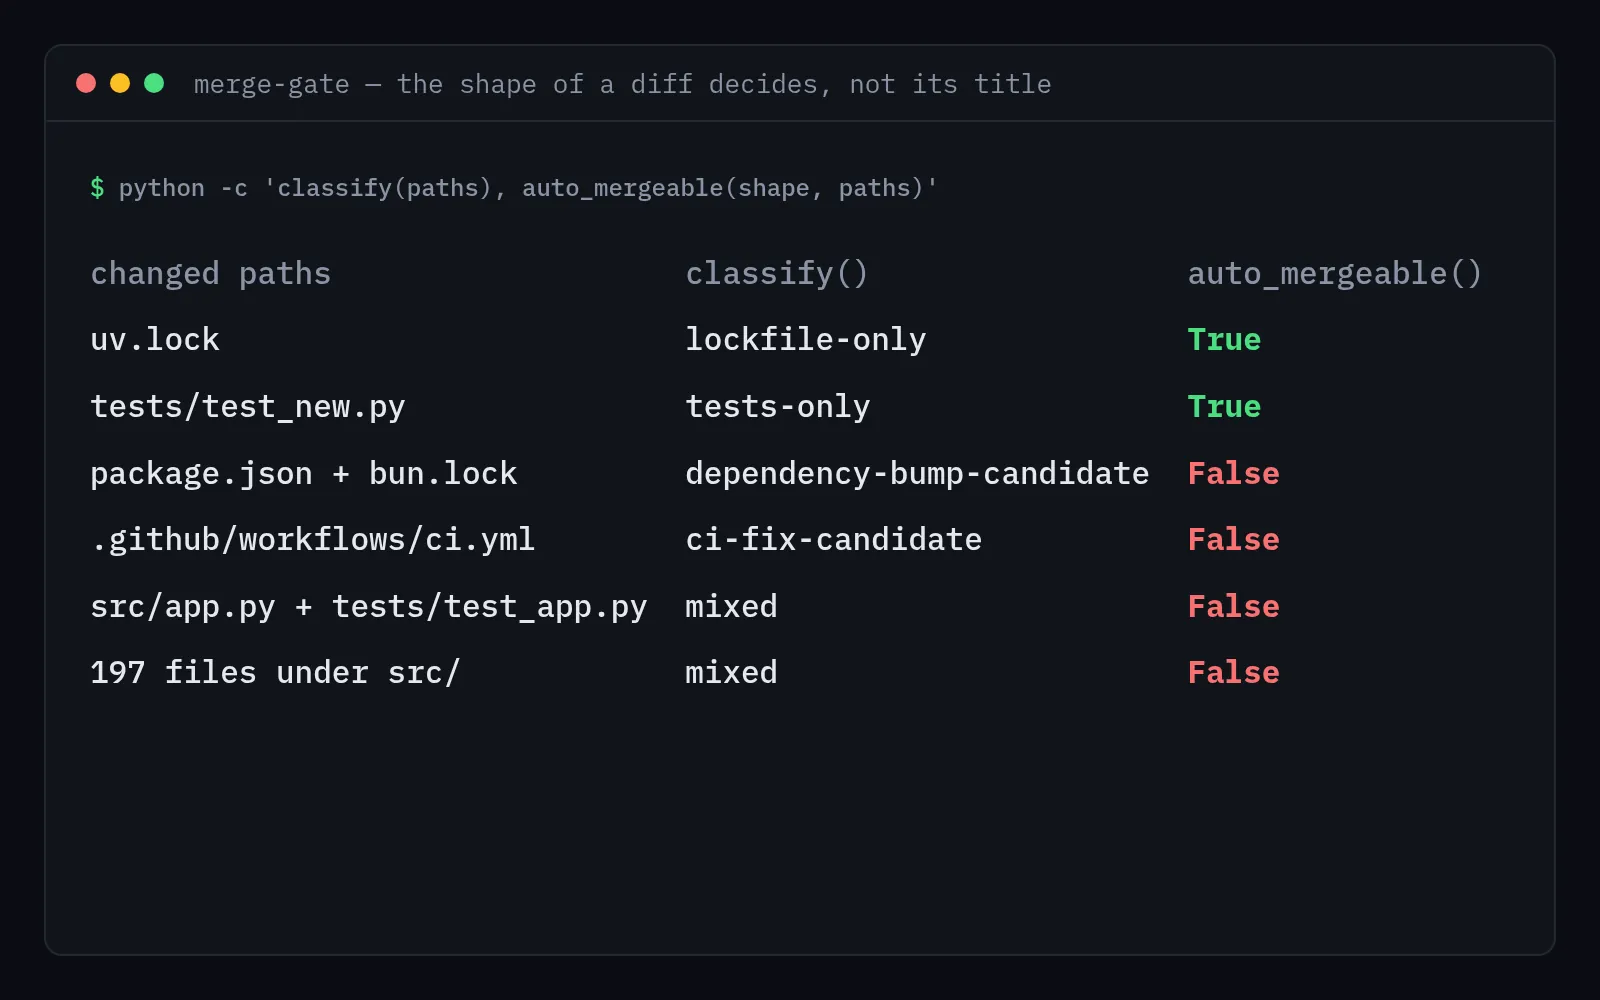 merge-gate — the shape of a diff decides, not its title
$ python -c 'classify(paths), auto_mergeable(shape, paths)'
changed paths classify() auto_mergeable()
uv.lock lockfile-only True
tests/test_new.py tests-only True
package.json + bun.lock dependency-bump-candidate False
.github/workflows/ci.yml ci-fix-candidate False
src/app.py + tests/test_app.py mixed False
197 files under src/ mixed False